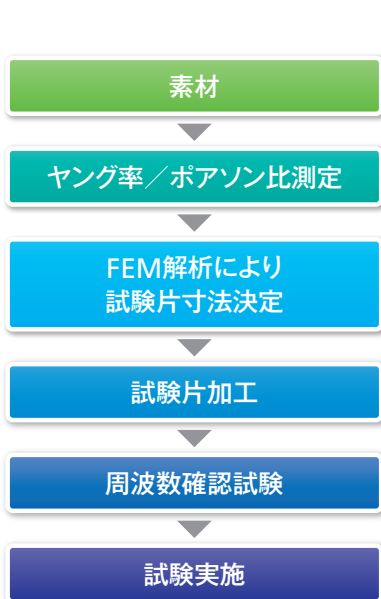 素材
ヤング率／ポアソン比測定
FEM解析により
試験片寸法決定
試験片加工
周波数確認試験
試験実施